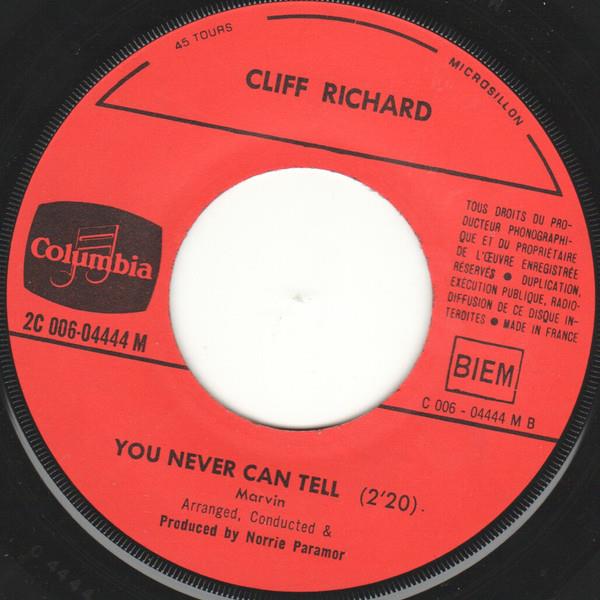 45 TOURS
MICROSILLON
CLIFF RICHARD
Columbia
2C 006-04444 M
TOUS DROITS DU PRO-
DUCTEUR PHONOGRAPHI-
QUE ET DU PROPRIÉTAIRE
DE L'ŒUVRE ENREGISTRÉE
RÉSERVÉS ● DUPLICATION,
EXÉCUTION PUBLIQUE, RADIO-
DIFFUSION DE CE DISQUE IN-
TERDITES ● MADE IN FRANCE
BIEM
C 006 - 04444 M B
YOU NEVER CAN TELL (2'20).
Marvin
Arranged, Conducted &
Produced by Norrie Paramor